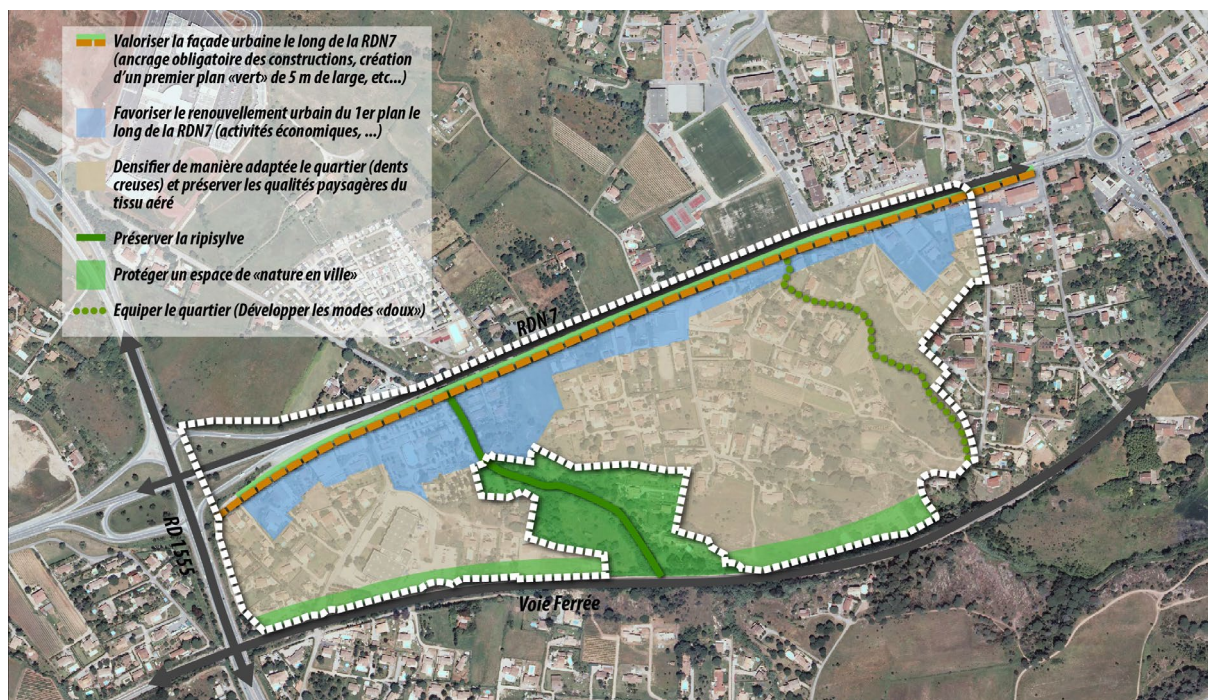 Valoriser la façade urbaine le long de la RDN7
(ancrage obligatoire des constructions, création
d'un premier plan «vert» de 5 m de large, etc...)
Favoriser le renouvellement urbain du 1er plan le
long de la RDN7 (activités économiques, ...)
Densifier de manière adaptée le quartier (dents
creuses) et préserver les qualités paysagères du
tissu aéré
Préserver la ripisylve
Protéger un espace de «nature en ville»
Equiper le quartier (Développer les modes «doux»)
RDN 7
RD1555
Voie Ferrée